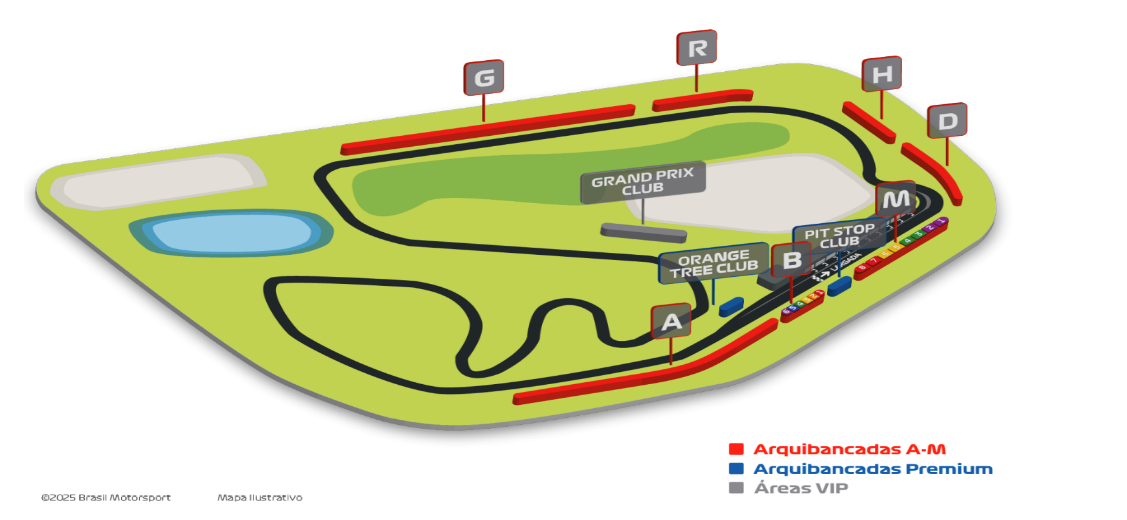 R
G
H
D
GRAND PRIX
CLUB
M
PIT STOP
CLUB
ORANGE
TREE CLUB
B
LARGADA
A
Arquibancadas A-M
Arquibancadas Premium
Áreas VIP
©2025 Brasil Motorsport
Mapa Ilustrativo